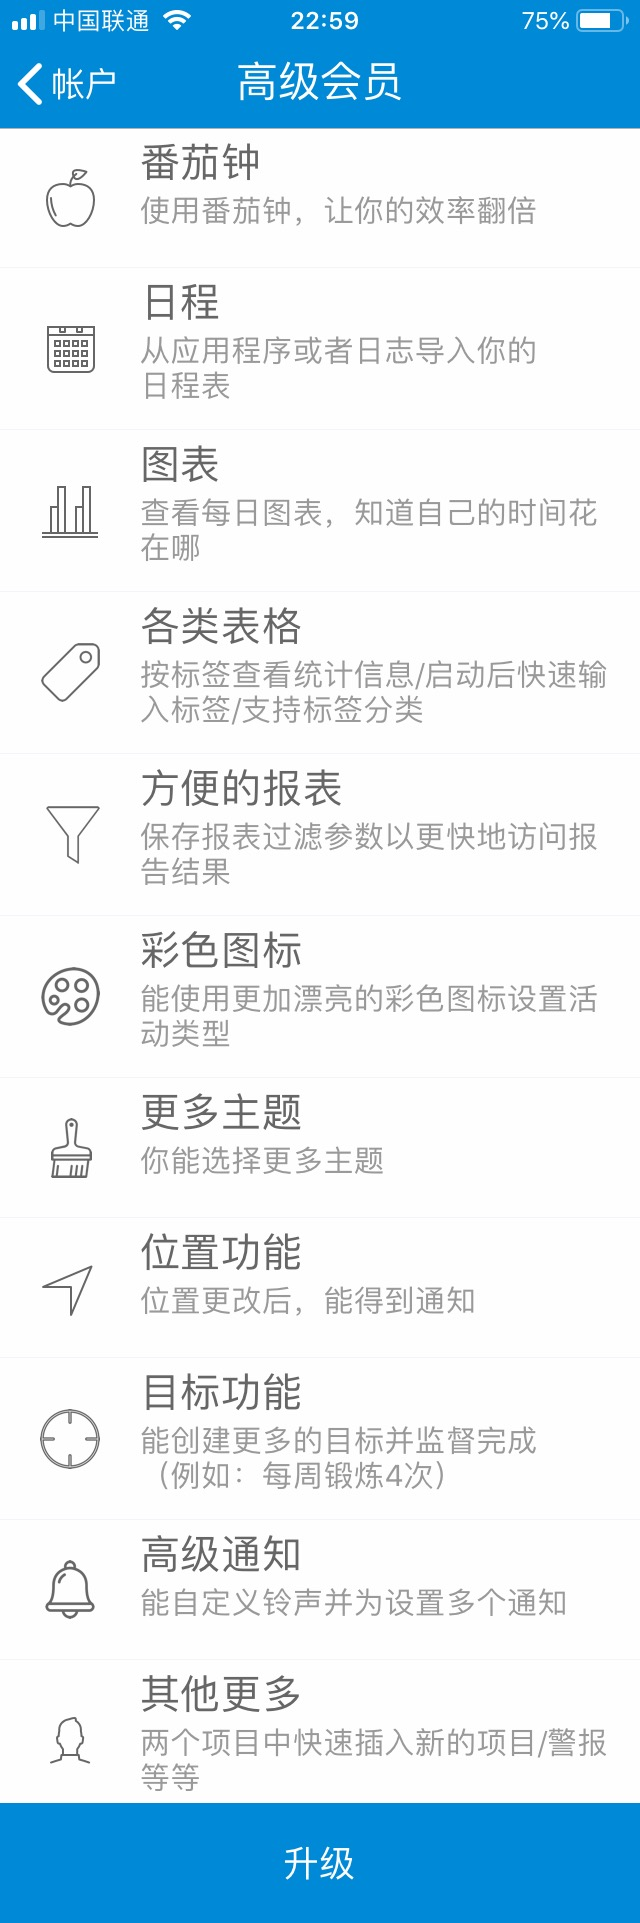 中国联通 22:59 75%
帐户 高级会员
番茄钟
使用番茄钟，让你的效率翻倍
日程
从应用程序或者日志导入你的
日程表
图表
查看每日图表，知道自己的时间花
在哪
各类表格
按标签查看统计信息/启动后快速输
入标签/支持标签分类
方便的报表
保存报表过滤参数以更快地访问报
告结果
彩色图标
能使用更加漂亮的彩色图标设置活
动类型
更多主题
你能选择更多主题
位置功能
位置更改后，能得到通知
目标功能
能创建更多的目标并监督完成
（例如：每周锻炼4次）
高级通知
能自定义铃声并为设置多个通知
其他更多
两个项目中快速插入新的项目/警报
等等
升级